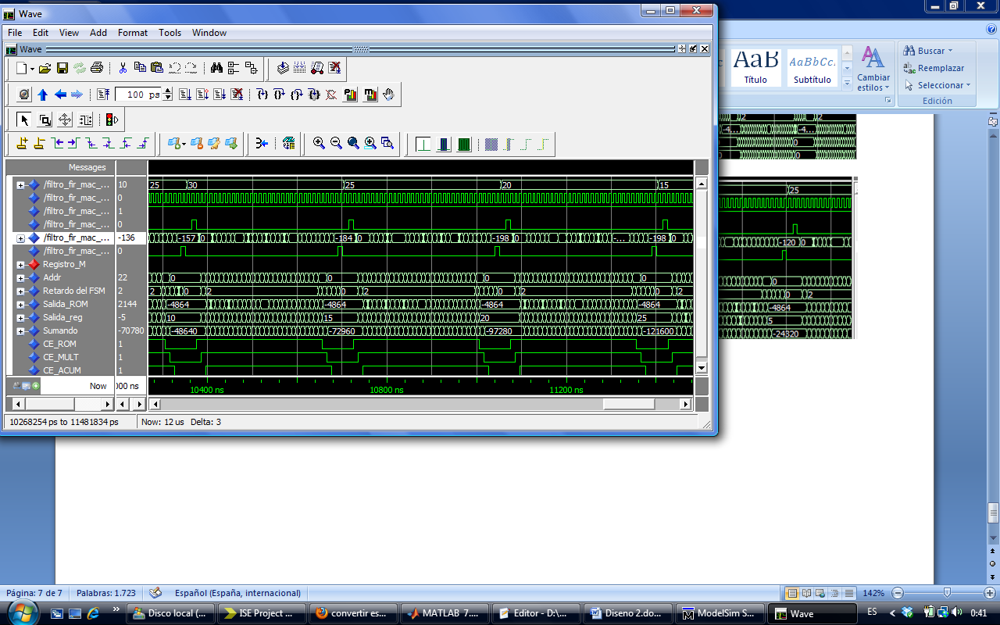 Wave
File Edit View Add Format Tools Window
Wave
100 ps
Messages
/filtro_fir_mac_... 10
/filtro_fir_mac_... 0
/filtro_fir_mac_... 1
/filtro_fir_mac_... 0
/filtro_fir_mac_... -136
/filtro_fir_mac_... 0
Registro_M
Addr 22
Retardo del FSM 2
Salida_ROM 2144
Salida_reg -5
Sumando -70780
CE_ROM 1
CE_MULT 1
CE_ACUM 1
25 30 25 20 15
-157 0 -184 0 -198 0 -... -198 0
0 0 0 0
2 0 2 0 2 0 2 0 2
-4864 -4864 -4864 -4864
10 15 20 25
-48640 -72960 -97280 -121600
Now 000 ns
10400 ns 10800 ns 11200 ns
10268254 ps to 11481834 ps Now: 12 us Delta: 3
AaB AaBbCc.
Título Subtítulo
Cambiar
estilos
Buscar
Reemplazar
Seleccionar
Edición
2 2
-4... -4...
0 0
0 0
25
-120 0
0
0 2
-4864
5
-24320
Página: 7 de 7 Palabras: 1.723 Español (España, internacional) 142%
Disco local (... ISE Project ... convertir es... MATLAB 7.... Editor - D:\... Diseno 2.do... ModelSim S... Wave ES 0:41